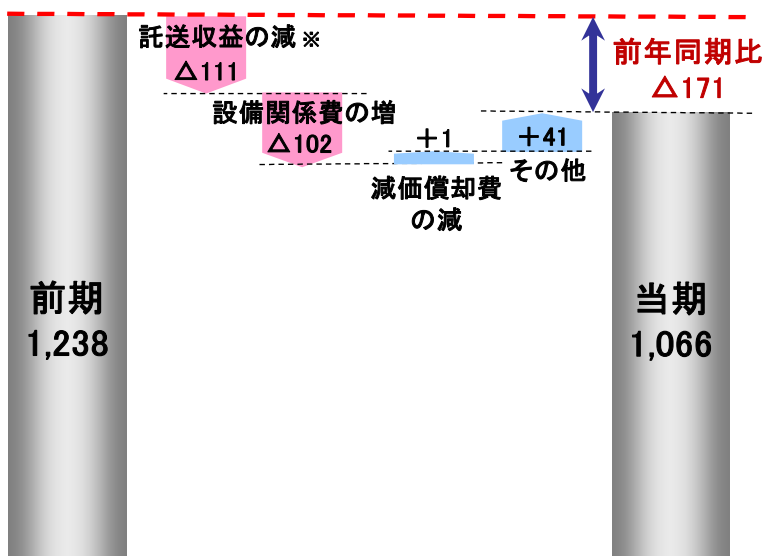 託送収益の減※
△111
設備関係費の増
△102
＋1
減価償却費
の減
＋41
その他
前年同期比
△171
前期
1,238
当期
1,066